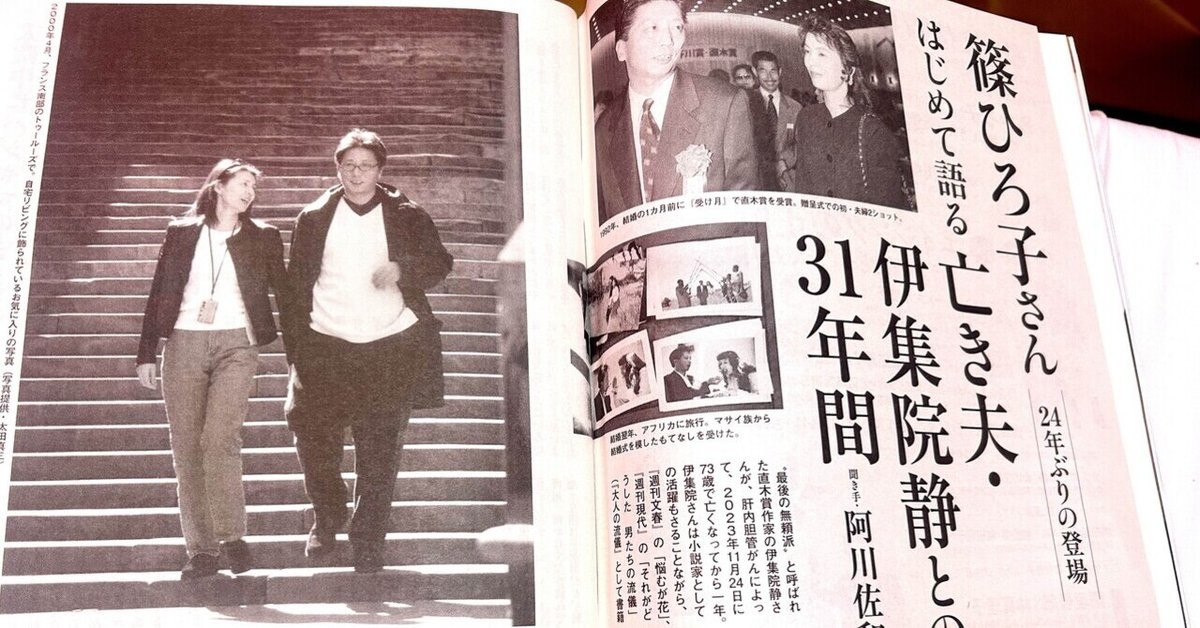 篠ひろ子さん
はじめて語る 亡き夫・
伊集院静との
31年間
24年ぶりの登場
聞き手・阿川佐和
1992年、結婚の1カ月前に『受け月』で直木賞を受賞。贈呈式での初・夫婦2ショット。
川賞・直木賞
結婚翌年、アフリカに旅行。マサイ族から
結婚式を模したもてなしを受けた。
“最後の無頼派”と呼ばれ
た直木賞作家の伊集院静さ
んが、肝内胆管がんによっ
て、2023年11月24日に
73歳で亡くなってから一年。
伊集院さんは小説家として
の活躍もさることながら、
『週刊文春』の「悩むが花」、
『週刊現代』の「それがど
うした 男たちの流儀」
(『大人の流儀』として書籍
2000年4月、フランス南部のトゥールーズで。自宅リビングに飾られているお気に入りの写真(写真提供・太田真三)